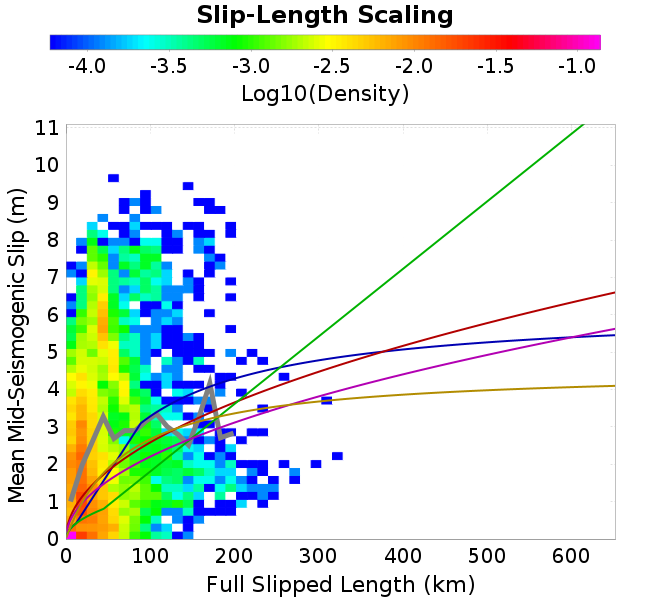 Slip-Length Scaling
-4.0 -3.5 -3.0 -2.5 -2.0 -1.5 -1.0
Log10(Density)
Mean Mid-Seismogenic Slip (m)
11
10
9
8
7
6
5
4
3
2
1
0
0 100 200 300 400 500 600
Full Slipped Length (km)